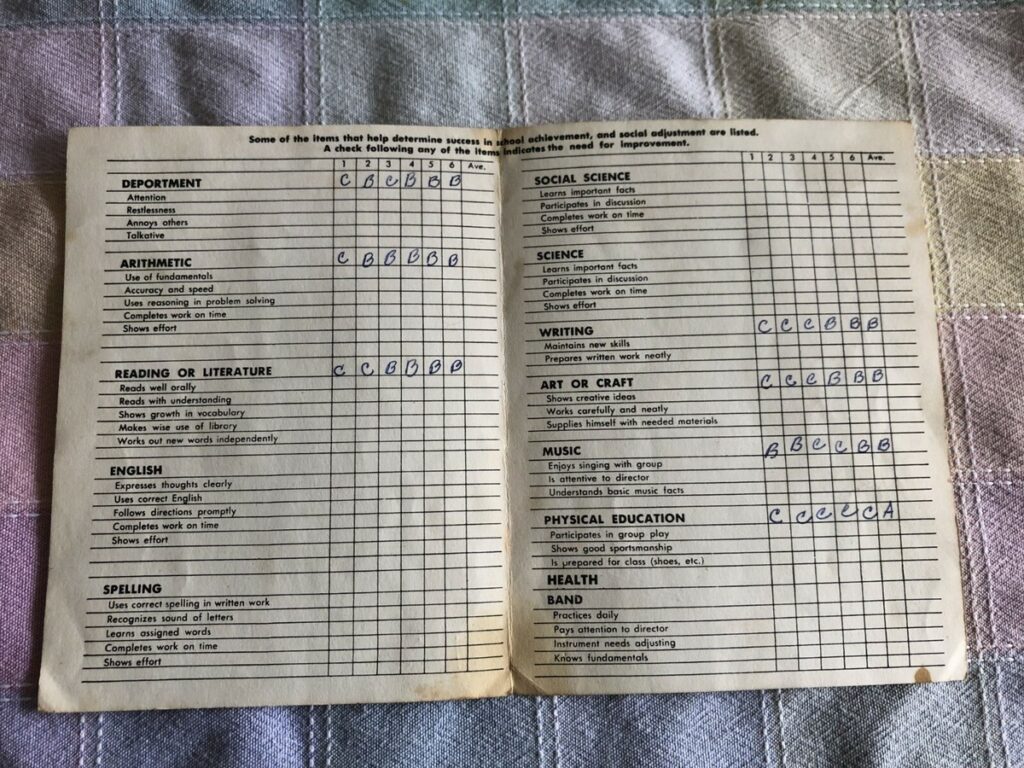 Some of the items that help determine success in school achievement, and social adjustment are listed.
A check following any of the items indicates the need for improvement.
1 2 3 4 5 6 Ave.
DEPORTMENT C B C B B B
Attention
Restlessness
Annoys others
Talkative
ARITHMETIC C B B B B B
Use of fundamentals
Accuracy and speed
Uses reasoning in problem solving
Completes work on time
Shows effort
READING OR LITERATURE C C B B B B
Reads well orally
Reads with understanding
Shows growth in vocabulary
Makes wise use of library
Works out new words independently
ENGLISH
Expresses thoughts clearly
Uses correct English
Follows directions promptly
Completes work on time
Shows effort
SPELLING
Uses correct spelling in written work
Recognizes sound of letters
Learns assigned words
Completes work on time
Shows effort
1 2 3 4 5 6 Ave.
SOCIAL SCIENCE
Learns important facts
Participates in discussion
Completes work on time
Shows effort
SCIENCE
Learns important facts
Participates in discussion
Completes work on time
Shows effort
WRITING C C C B B B
Maintains new skills
Prepares written work neatly
ART OR CRAFT C C C B B B
Shows creative ideas
Works carefully and neatly
Supplies himself with needed materials
MUSIC B B C C B B
Enjoys singing with group
Is attentive to director
Understands basic music facts
PHYSICAL EDUCATION C C C C C A
Participates in group play
Shows good sportsmanship
Is prepared for class (shoes, etc.)
HEALTH
BAND
Practices daily
Pays attention to director
Instrument needs adjusting
Knows fundamentals